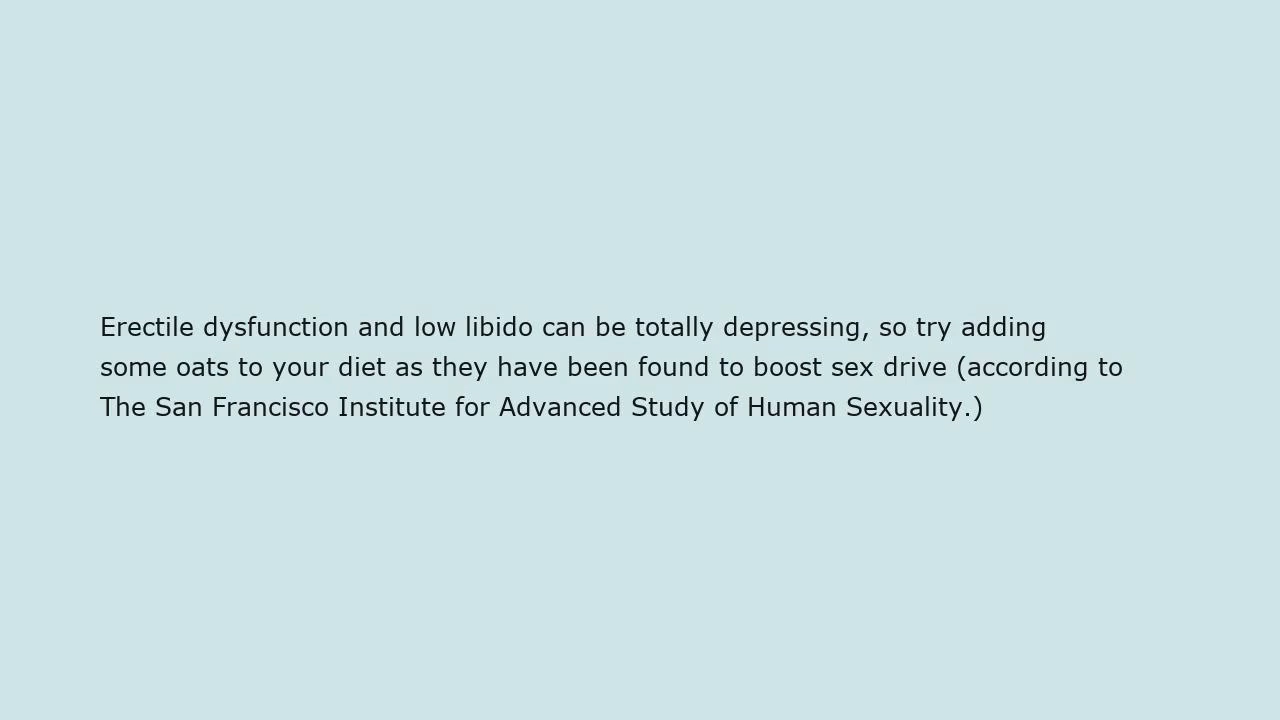 Erectile dysfunction and low libido can be totally depressing, so try adding
some oats to your diet as they have been found to boost sex drive (according to
The San Francisco Institute for Advanced Study of Human Sexuality.)